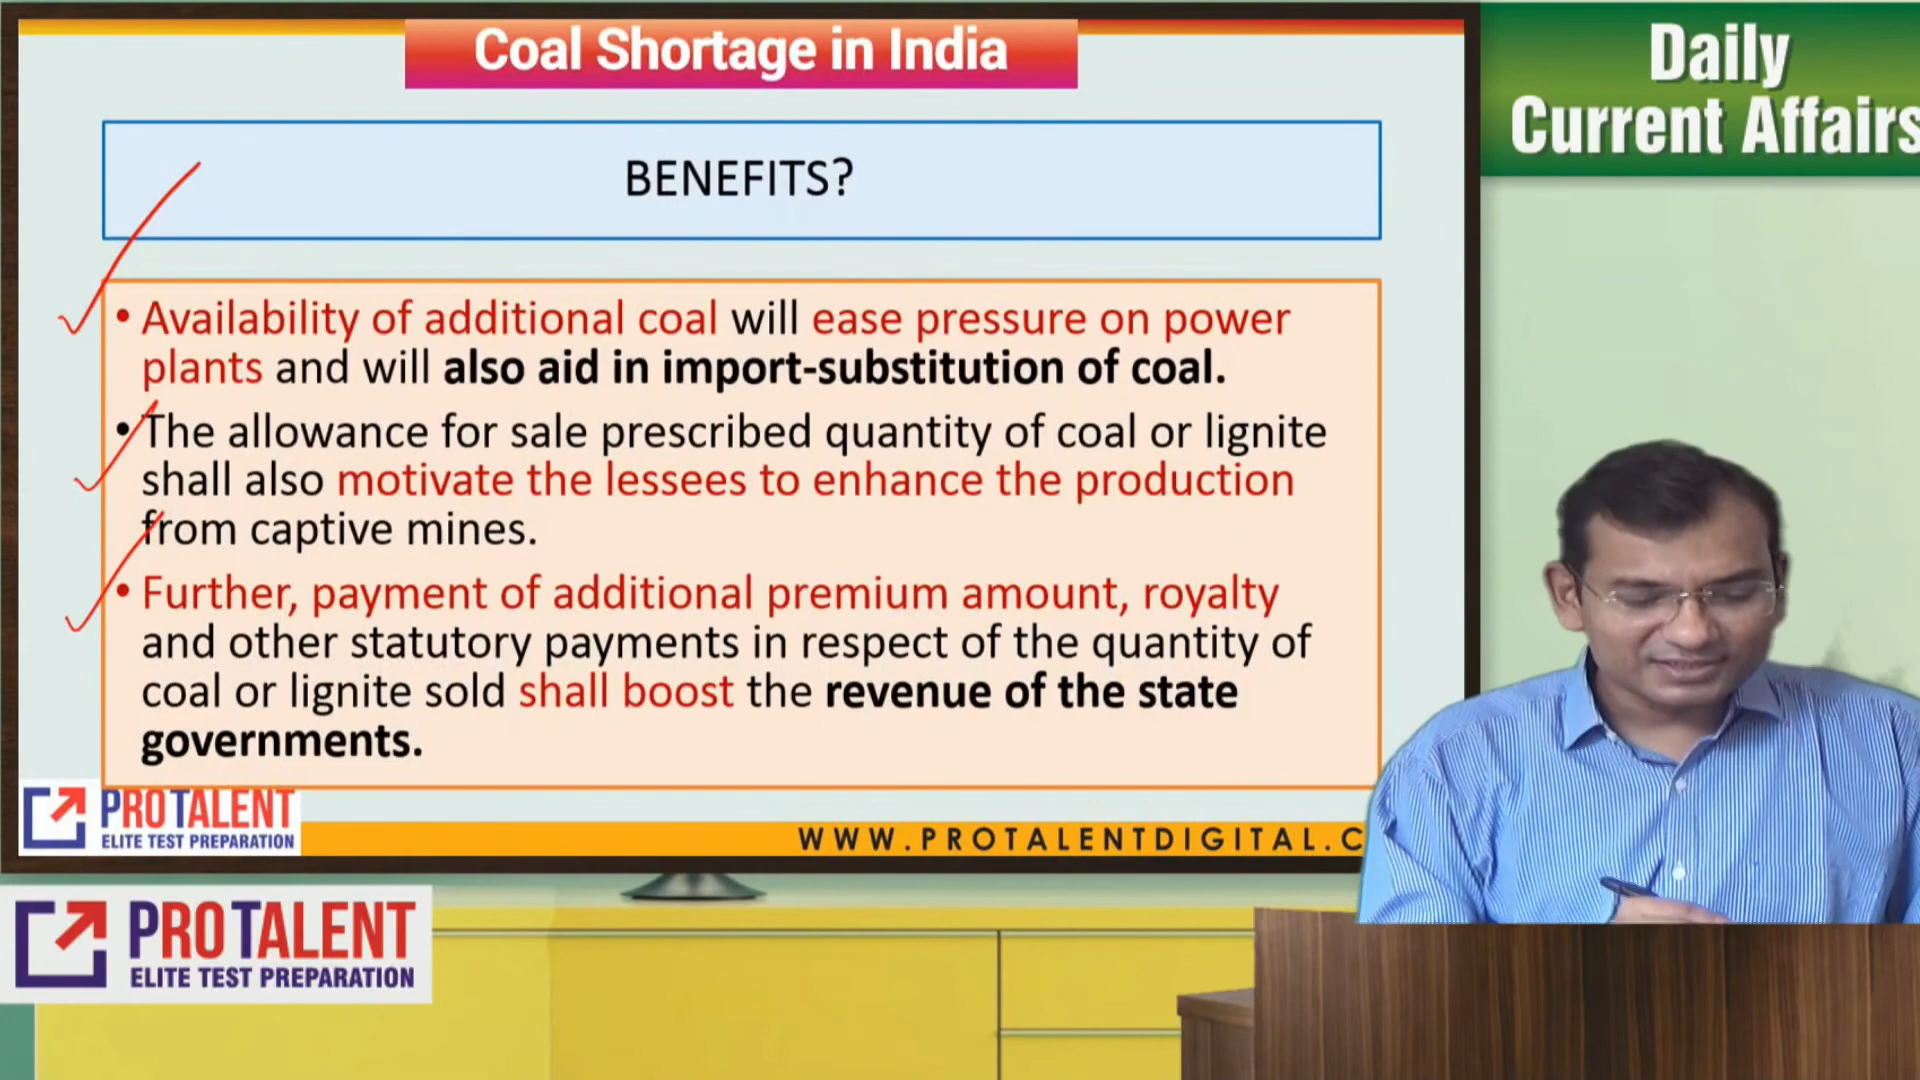 Coal Shortage in India
Daily
Current Affairs
BENEFITS?
• Availability of additional coal will ease pressure on power
plants and will also aid in import-substitution of coal.
• The allowance for sale prescribed quantity of coal or lignite
shall also motivate the lessees to enhance the production
from captive mines.
• Further, payment of additional premium amount, royalty
and other statutory payments in respect of the quantity of
coal or lignite sold shall boost the revenue of the state
governments.
PROTALENT
ELITE TEST PREPARATION
WWW.PROTALENTDIGITAL.C
PROTALENT
ELITE TEST PREPARATION